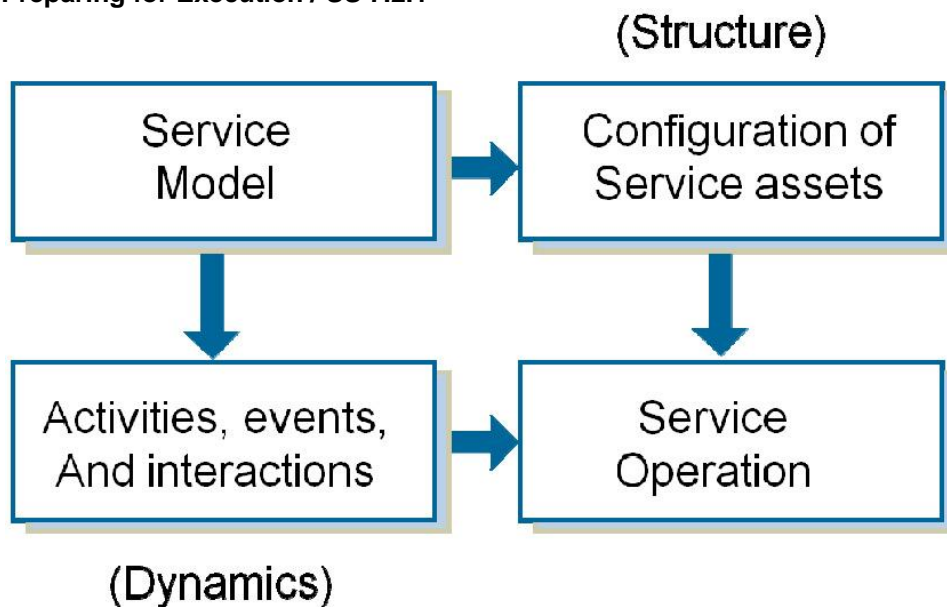 (Structure)
Service
Model
Configuration of
Service assets
Activities, events,
And interactions
Service
Operation
(Dynamics)